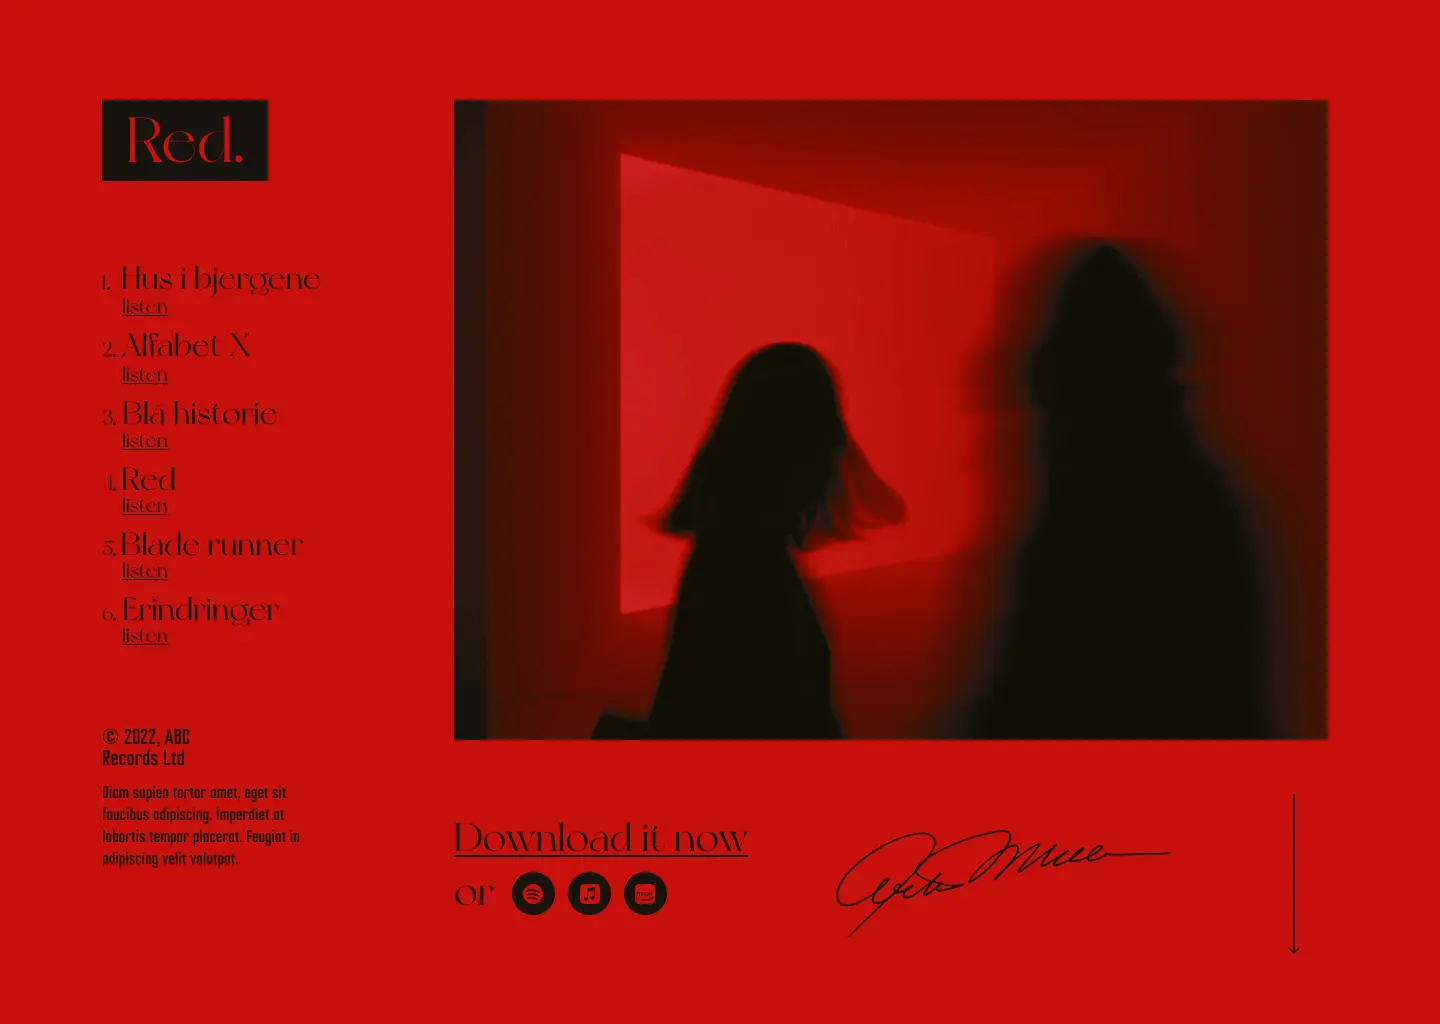 Red.
1. Hus i bjergene
listen
2. Alfabet X
listen
3. Blå historie
listen
4. Red
listen
5. Blade runner
listen
6. Erindringer
listen
© 2022, ABC
Records Ltd
Diam sapien tortor amet, eget sit
faucibus adipiscing. Imperdiet at
lobortis tempor placerat. Feugiat in
adipiscing velit volutpat.
Download it now
or
music